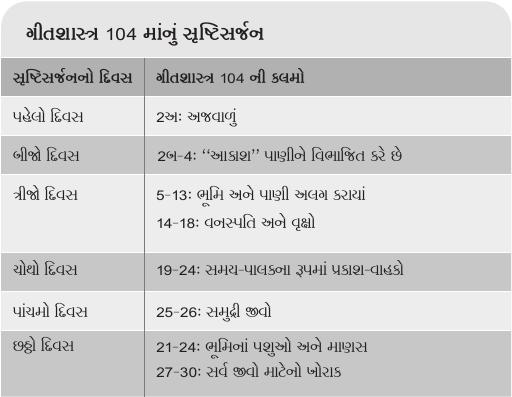 ગીતશાસ્ત્ર 104 માંનું સૃષ્ટિસર્જન
સૃષ્ટિસર્જનનો દિવસ ગીતશાસ્ત્ર 104 ની કલમો
પહેલો દિવસ 2અઃ અજવાળું
બીજો દિવસ 2બ-4ઃ ‘‘આકાશ’’ પાણીને વિભાજિત કરે છે
ત્રીજો દિવસ 5-13ઃ ભૂમિ અને પાણી અલગ કરાયાં
14-18ઃ વનસ્પતિ અને વૃક્ષો
ચોથો દિવસ 19-24ઃ સમય-પાલકના રૂપમાં પ્રકાશ-વાહકો
પાંચમો દિવસ 25-26ઃ સમુદ્રી જીવો
છઠ્ઠો દિવસ 21-24ઃ ભૂમિનાં પશુઓ અને માણસ
27-30ઃ સર્વ જીવો માટેનો ખોરાક